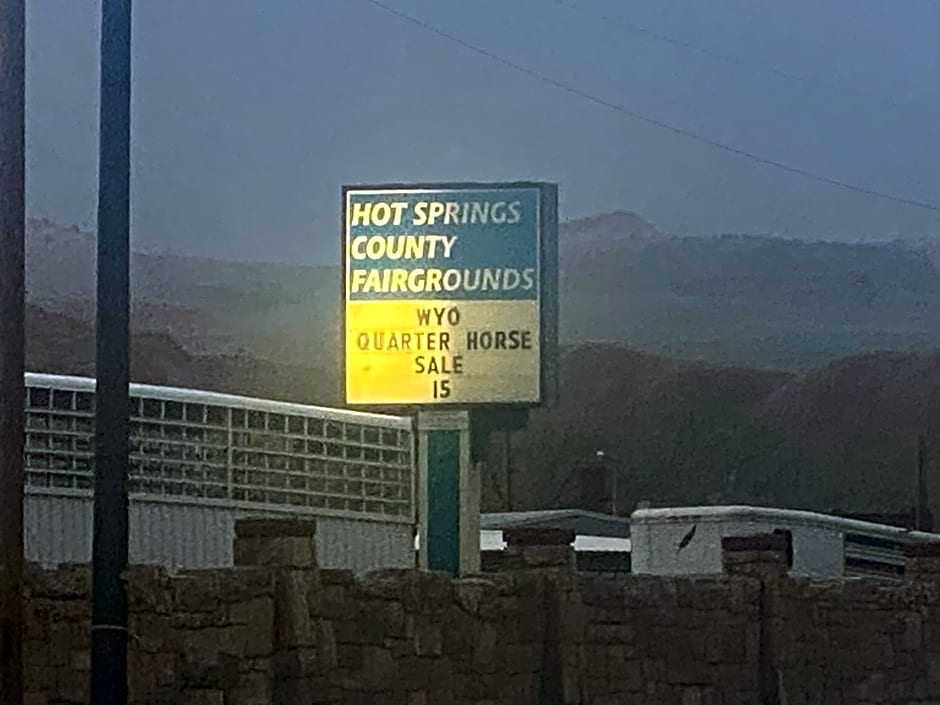 HOT SPRINGS
COUNTY
FAIRGROUNDS
WYO
QUARTER HORSE
SALE
15